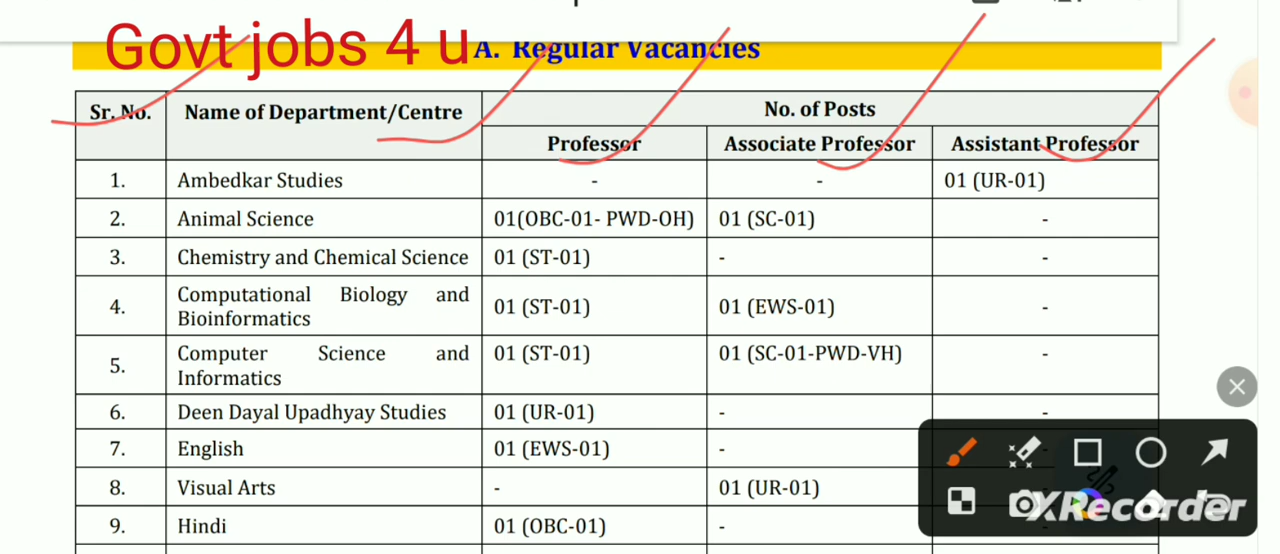 Govt jobs 4 u
A. Regular Vacancies
Sr. No. Name of Department/Centre No. of Posts
Professor Associate Professor Assistant Professor
1. Ambedkar Studies - - 01 (UR-01)
2. Animal Science 01(OBC-01- PWD-OH) 01 (SC-01) -
3. Chemistry and Chemical Science 01 (ST-01) - -
4. Computational Biology and
Bioinformatics 01 (ST-01) 01 (EWS-01) -
5. Computer Science and
Informatics 01 (ST-01) 01 (SC-01-PWD-VH) -
6. Deen Dayal Upadhyay Studies 01 (UR-01) - -
7. English 01 (EWS-01) -
8. Visual Arts - 01 (UR-01)
9. Hindi 01 (OBC-01) -
XRecorder